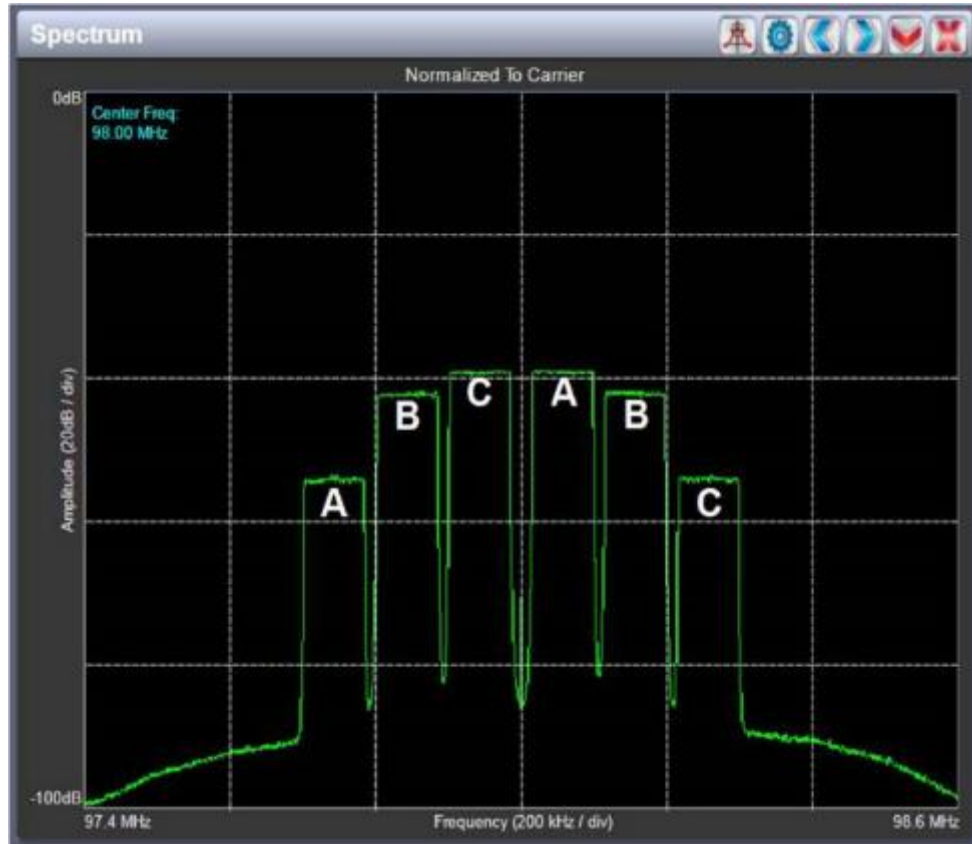 Spectrum
Normalized To Carrier
0dB
Center Freq:
98.00 MHz
Amplitude (20dB / div)
C A
B B
A C
-100dB
97.4 MHz Frequency (200 kHz / div) 98.6 MHz